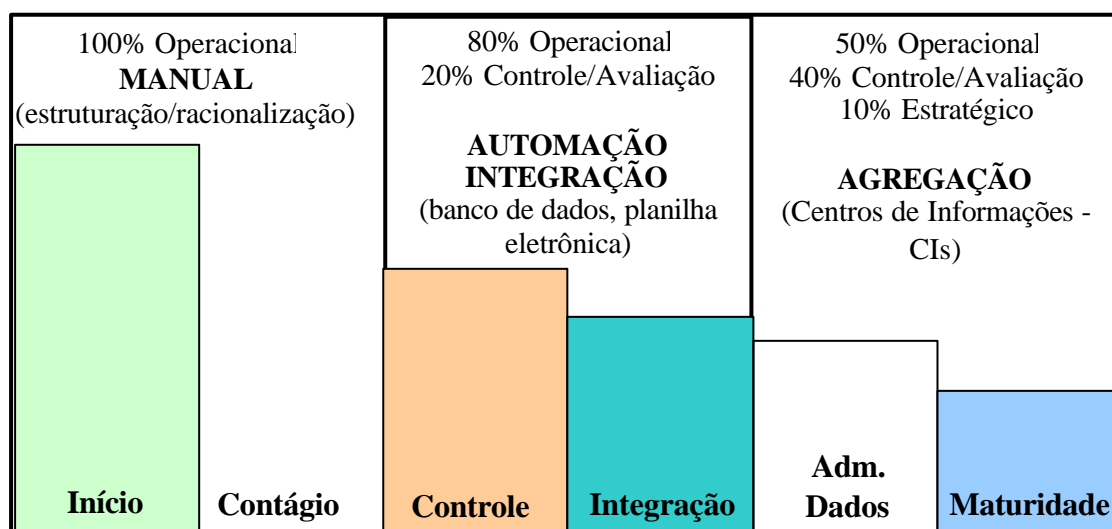 100% Operacional
MANUAL
(estruturação/racionalização)
80% Operacional
20% Controle/Avaliação
AUTOMAÇÃO
INTEGRAÇÃO
(banco de dados, planilha
eletrônica)
50% Operacional
40% Controle/Avaliação
10% Estratégico
AGREGAÇÃO
(Centros de Informações -
CIs)
Início
Contágio
Controle
Integração
Adm.
Dados
Maturidade